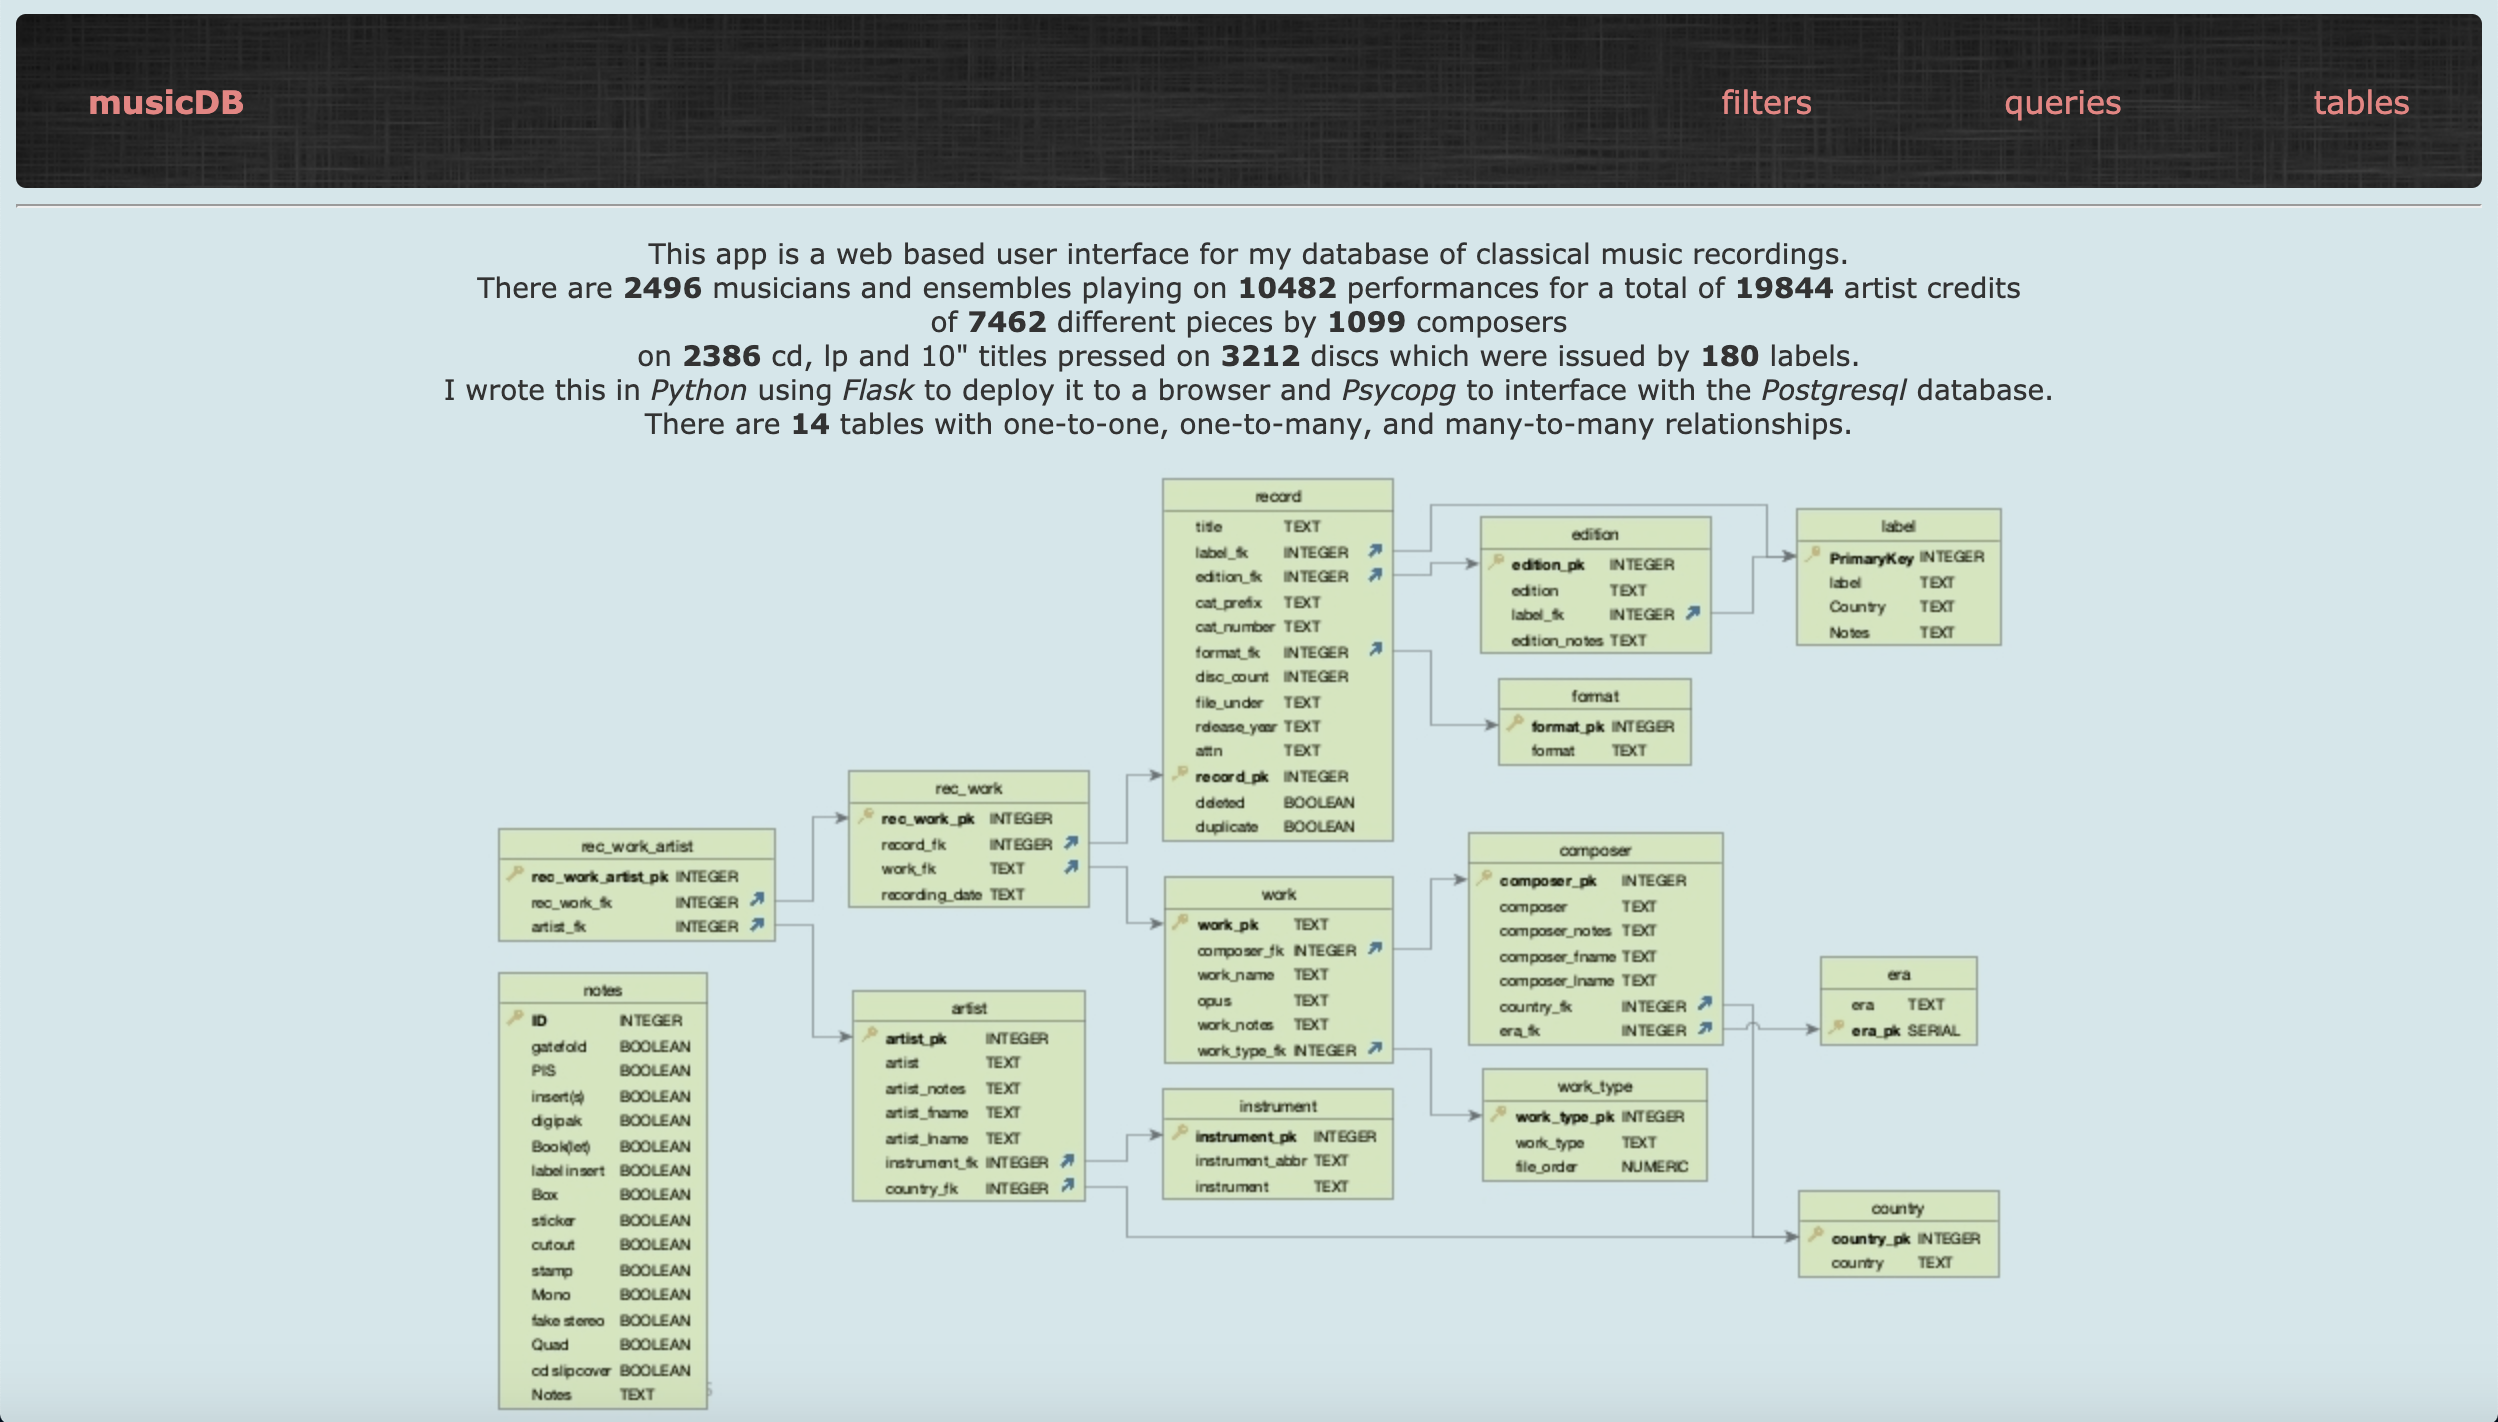 musicDB
filters
queries
tables
This app is a web based user interface for my database of classical music recordings.
There are 2496 musicians and ensembles playing on 10482 performances for a total of 19844 artist credits
of 7462 different pieces by 1099 composers
on 2386 cd, lp and 10" titles pressed on 3212 discs which were issued by 180 labels.
I wrote this in Python using Flask to deploy it to a browser and Psycopg to interface with the Postgresql database.
There are 14 tables with one-to-one, one-to-many, and many-to-many relationships.
record
title TEXT
label_fk INTEGER
edition_fk INTEGER
cat_prefix TEXT
cat_number TEXT
format_fk INTEGER
disc_count INTEGER
file_under TEXT
release_year TEXT
attn TEXT
record_pk INTEGER
deleted BOOLEAN
duplicate BOOLEAN
edition
edition_pk INTEGER
edition TEXT
label_fk INTEGER
edition_notes TEXT
label
PrimaryKey INTEGER
label TEXT
Country TEXT
Notes TEXT
format
format_pk INTEGER
format TEXT
rec_work
rec_work_pk INTEGER
record_fk INTEGER
work_fk TEXT
recording_date TEXT
rec_work_artist
rec_work_artist_pk INTEGER
rec_work_fk INTEGER
artist_fk INTEGER
work
work_pk TEXT
composer_fk INTEGER
work_name TEXT
opus TEXT
work_notes TEXT
work_type_fk INTEGER
composer
composer_pk INTEGER
composer TEXT
composer_notes TEXT
composer_fname TEXT
composer_lname TEXT
country_fk INTEGER
era_fk INTEGER
era
era TEXT
era_pk SERIAL
notes
ID INTEGER
gatefold BOOLEAN
PIS BOOLEAN
insert(s) BOOLEAN
digipak BOOLEAN
Book(let) BOOLEAN
label insert BOOLEAN
Box BOOLEAN
sticker BOOLEAN
cutout BOOLEAN
stamp BOOLEAN
Mono BOOLEAN
fake stereo BOOLEAN
Quad BOOLEAN
cd slipcover BOOLEAN
Notes TEXT
artist
artist_pk INTEGER
artist TEXT
artist_notes TEXT
artist_fname TEXT
artist_lname TEXT
instrument_fk INTEGER
country_fk INTEGER
instrument
instrument_pk INTEGER
instrument_abbr TEXT
instrument TEXT
work_type
work_type_pk INTEGER
work_type TEXT
file_order NUMERIC
country
country_pk INTEGER
country TEXT